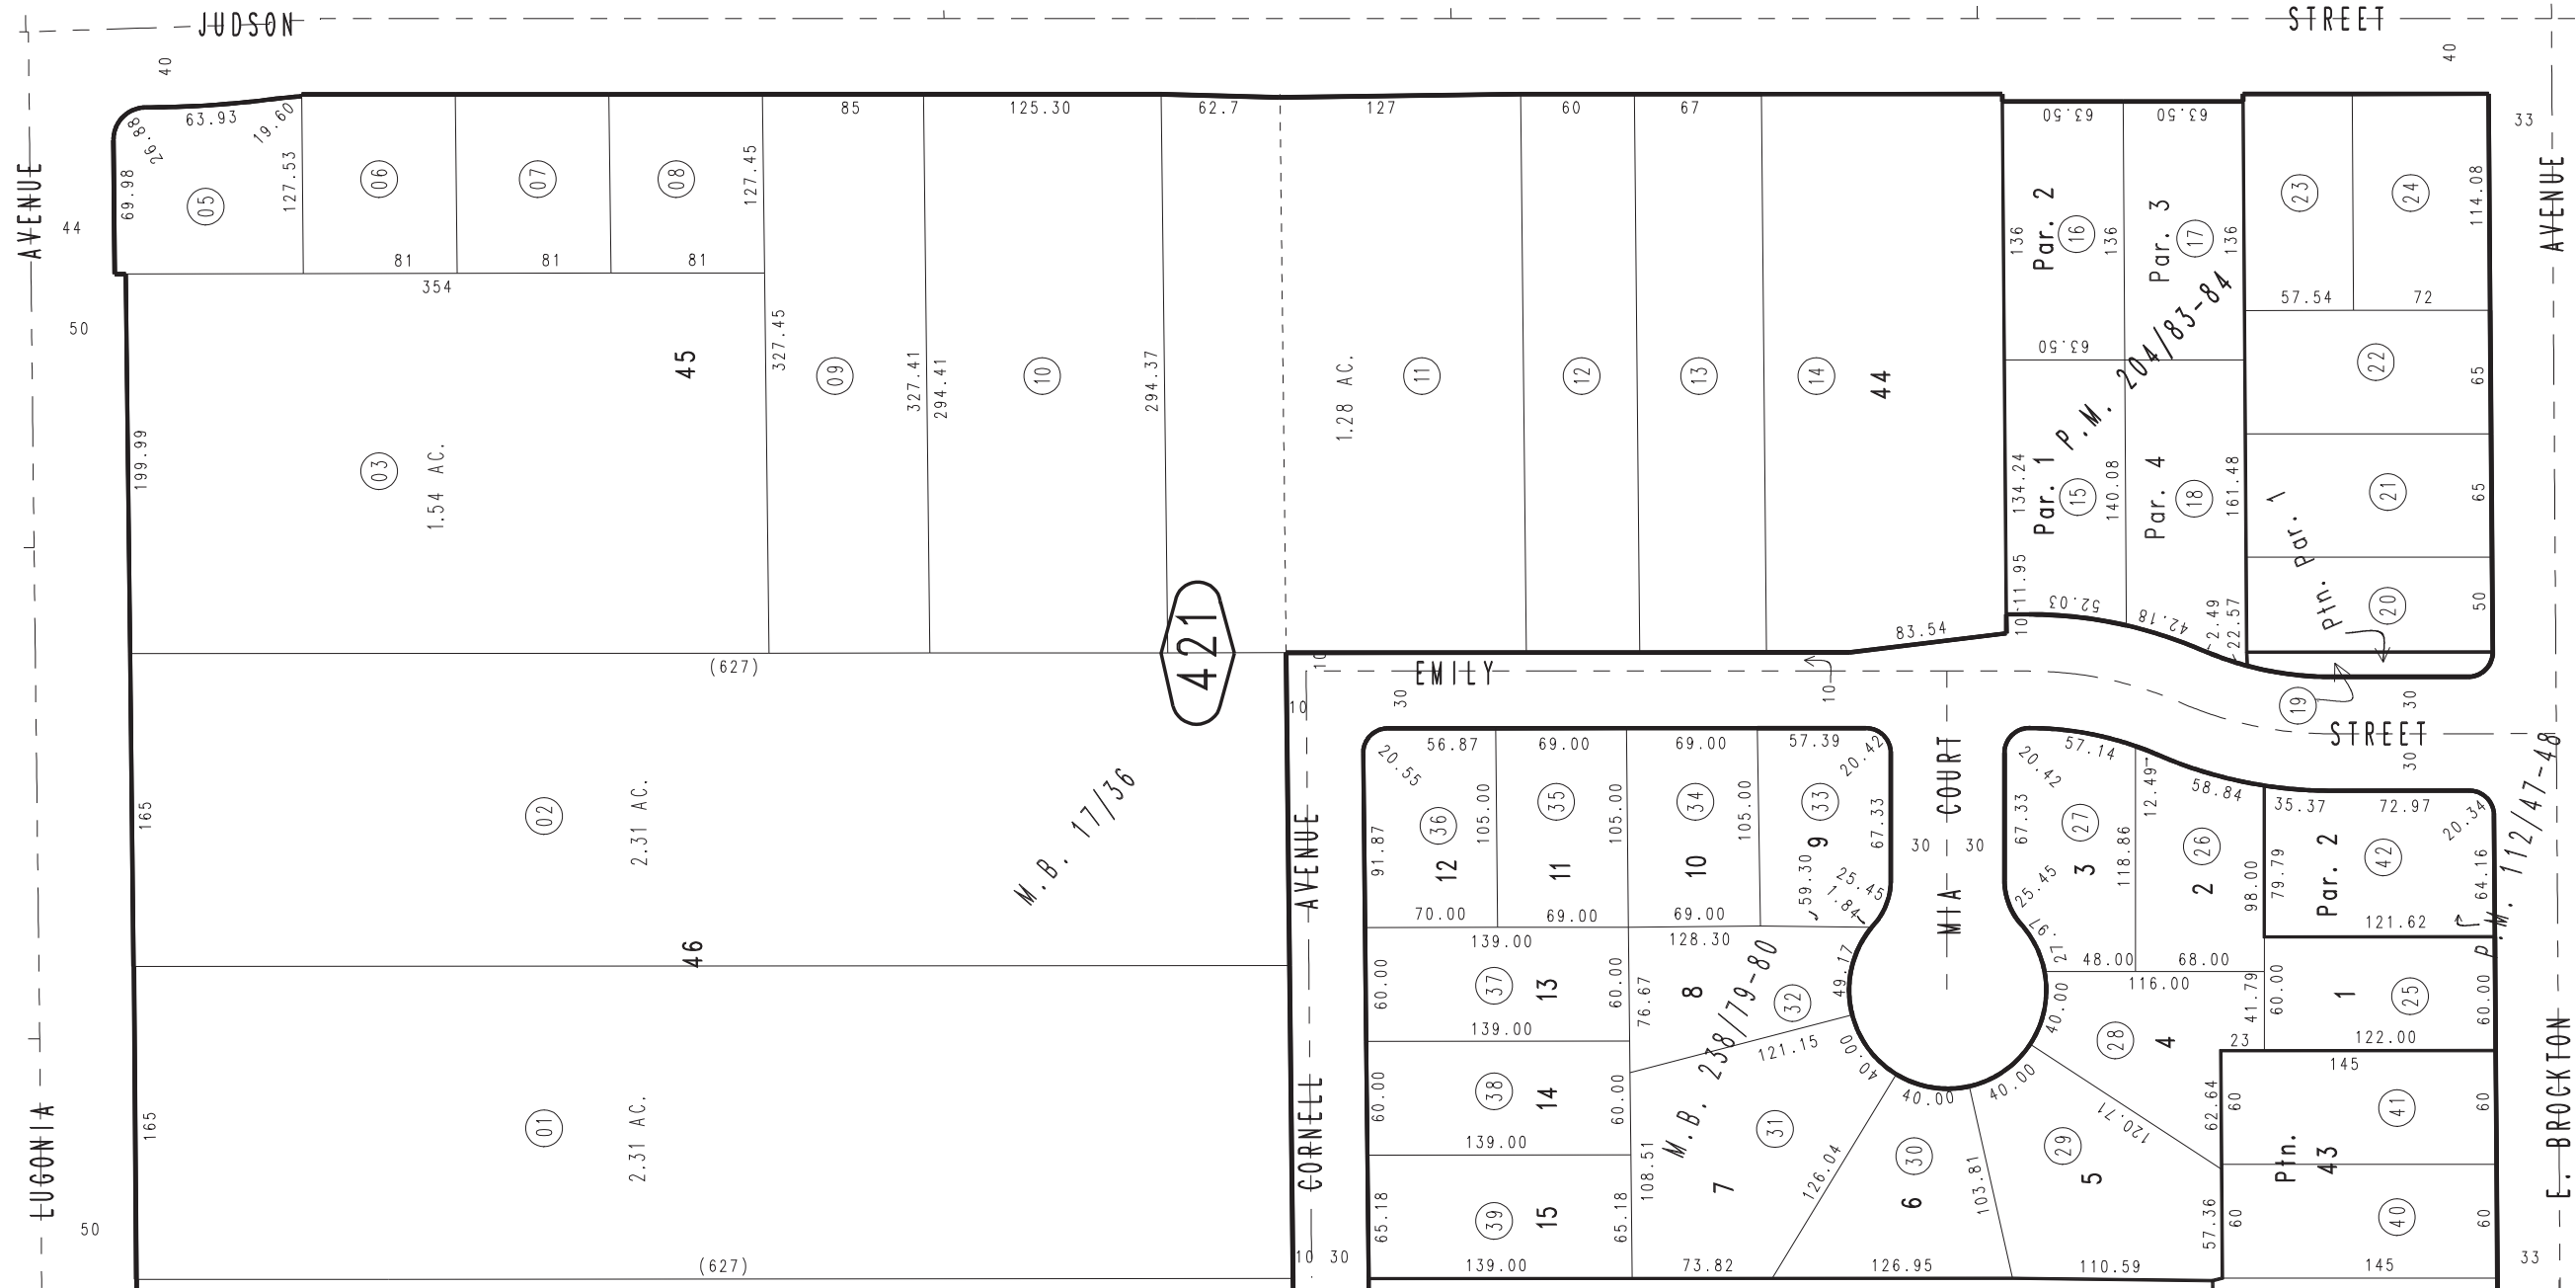 JUDSON STREET
40 40
63.93 19.60 85 125.30 62.7 127 60 67 63.50 63.50 33
26.88
AVENUE 69.98 05 127.53 06 07 08 127.45
136 Par. 2 16 136 Par. 3 17 136 23 24 114.08 AVENUE
44 81 81 81
354 57.54 72
50
45 327.45 09 327.41 294.41 10 294.37 1.28 AC. 11 12 13 14 44
63.50 P.M. 204/83-84 22 65
199.99 03 1.54 AC.
134.24 Par. 1 15 140.08 Par. 4 18 161.48 21 65
11.95 52.03 42.18 2.49 22.57 Ptn. Par. 1 20 50
10 83.54
(627) 421 10
EMILY STREET
10 30 10 19 30
56.87 69.00 69.00 57.39 20.42 57.14 30
20.55 20.42 12.49 58.84 35.37 72.97 20.34
165 02 2.31 AC. M.B. 17/36
AVENUE 91.87 36 12 105.00 35 11 105.00 34 10 105.00 33 9 59.30 67.33
30 MIA COURT 30
67.33 27 3 118.86 26 2 98.00 79.79 Par. 2 42 64.16 P.M. 112/47-48
25.45 1.84 25.45 .97
70.00 69.00 69.00 121.62
46
139.00 128.30 49.17 27 48.00 68.00
60.00 37 13 60.00 76.67 8 32 116.00 41.79 60.00 1 25 60.00
139.00 M.B. 238/79-80 121.15 40.00 40.00 28 4 23 122.00
145
60.00 38 14 60.00 40.00 40.00 120.71 62.64 60 41 60
LUGONIA 165 01 2.31 AC. CORNELL 139.00 108.51 31 7 126.04 30 6 103.81 29 5 Ptn. 43 E. BROCKTON
65.18 39 15 65.18 57.36 60 40 60
50 (627) 10 30 139.00 73.82 126.95 110.59 145 33